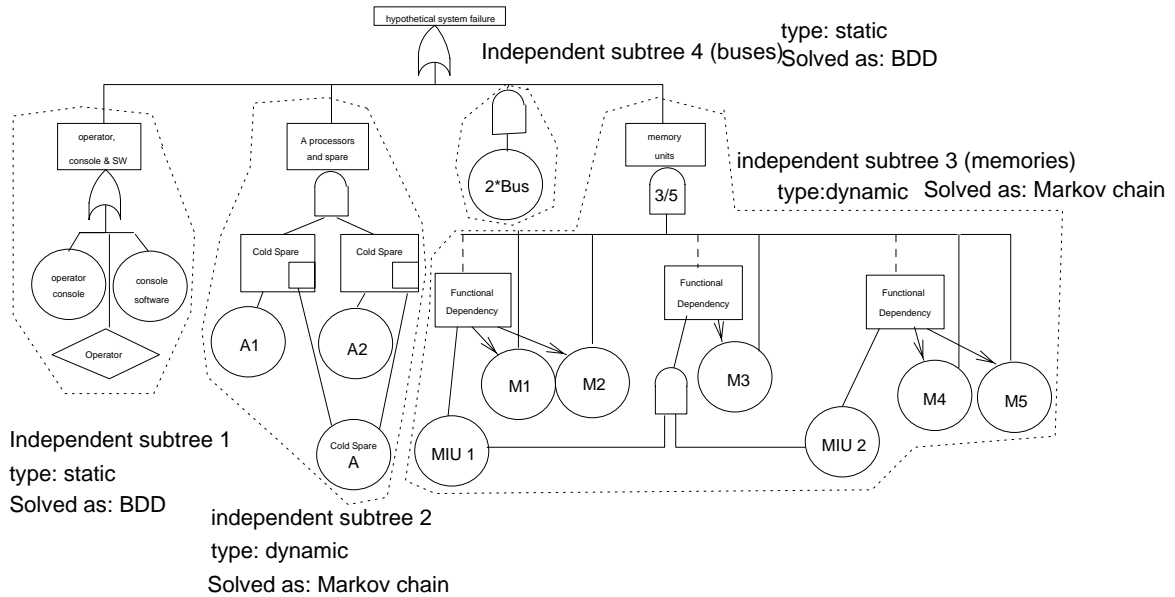 hypothetical system failure
Independent subtree 4 (buses)
type: static
Solved as: BDD
operator,
console & SW
A processors
and spare
2*Bus
memory
units
3/5
independent subtree 3 (memories)
type:dynamic
Solved as: Markov chain
operator
console
console
software
Operator
Cold Spare
Cold Spare
A1
A2
Cold Spare
A
Functional
Dependency
Functional
Dependency
Functional
Dependency
M1
M2
M3
M4
M5
MIU 1
MIU 2
Independent subtree 1
type: static
Solved as: BDD
independent subtree 2
type: dynamic
Solved as: Markov chain